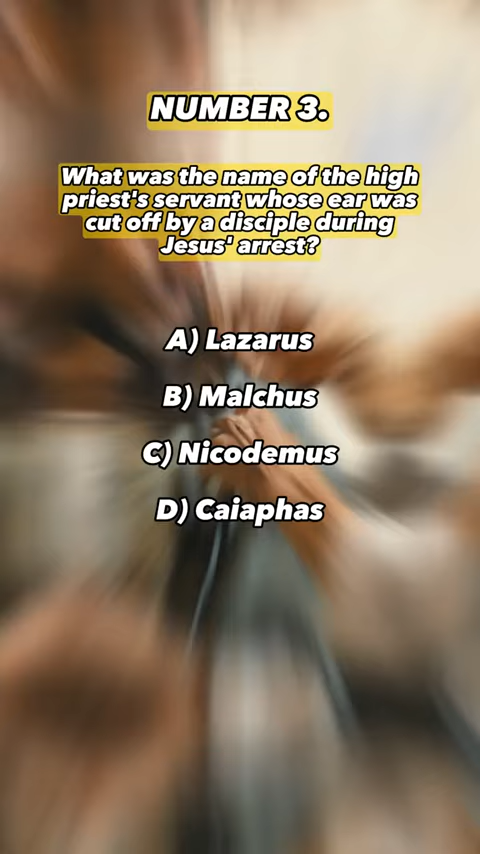 NUMBER 3.
What was the name of the high
priest's servant whose ear was
cut off by a disciple during
Jesus' arrest?
A) Lazarus
B) Malchus
C) Nicodemus
D) Caiaphas